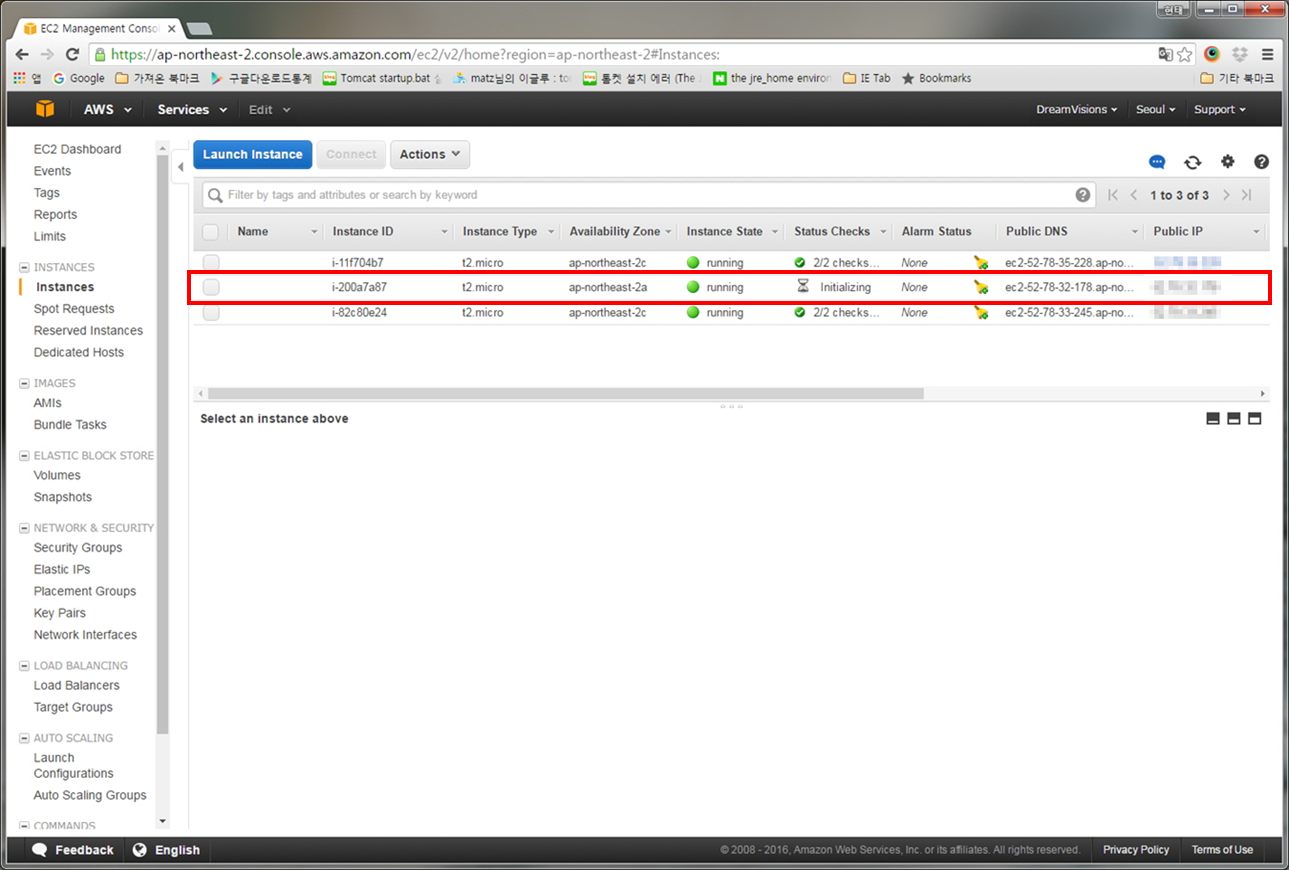 현태
EC2 Management Consol
https://ap-northeast-2.console.aws.amazon.com/ec2/v2/home?region=ap-northeast-2#Instances:
앱 Google 가져온 북마크 구글다운로드통계 Tomcat startup.bat 실 matz님의 이글루 : to 톰켓 설치 에러 (The the jre_home environ IE Tab Bookmarks 기타 북마크
AWS Services Edit DreamVisions Seoul Support
EC2 Dashboard
Events
Tags
Reports
Limits
INSTANCES
Instances
Spot Requests
Reserved Instances
Dedicated Hosts
IMAGES
AMIs
Bundle Tasks
ELASTIC BLOCK STORE
Volumes
Snapshots
NETWORK & SECURITY
Security Groups
Elastic IPs
Placement Groups
Key Pairs
Network Interfaces
LOAD BALANCING
Load Balancers
Target Groups
AUTO SCALING
Launch
Configurations
Auto Scaling Groups
COMMANDS
Launch Instance Connect Actions
Filter by tags and attributes or search by keyword
1 to 3 of 3
Name Instance ID Instance Type Availability Zone Instance State Status Checks Alarm Status Public DNS Public IP
i-11f704b7 t2.micro ap-northeast-2c running 2/2 checks... None ec2-52-78-35-228.ap-no...
i-200a7a87 t2.micro ap-northeast-2a running Initializing None ec2-52-78-32-178.ap-no...
i-82c80e24 t2.micro ap-northeast-2c running 2/2 checks... None ec2-52-78-33-245.ap-no...
Select an instance above
Feedback English © 2008 - 2016, Amazon Web Services, Inc. or its affiliates. All rights reserved. Privacy Policy Terms of Use